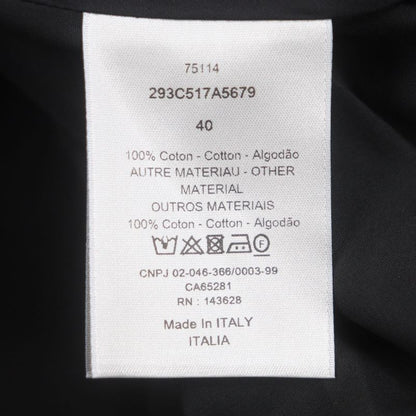 75114
293C517A5679
40
100% Coton - Cotton - Algodão
AUTRE MATERIAU - OTHER
MATERIAL
OUTROS MATERIAIS
100% Coton - Cotton - Algodão
F
CNPJ 02-046-366/0003-99
CA65281
RN : 143628
Made In ITALY
ITALIA